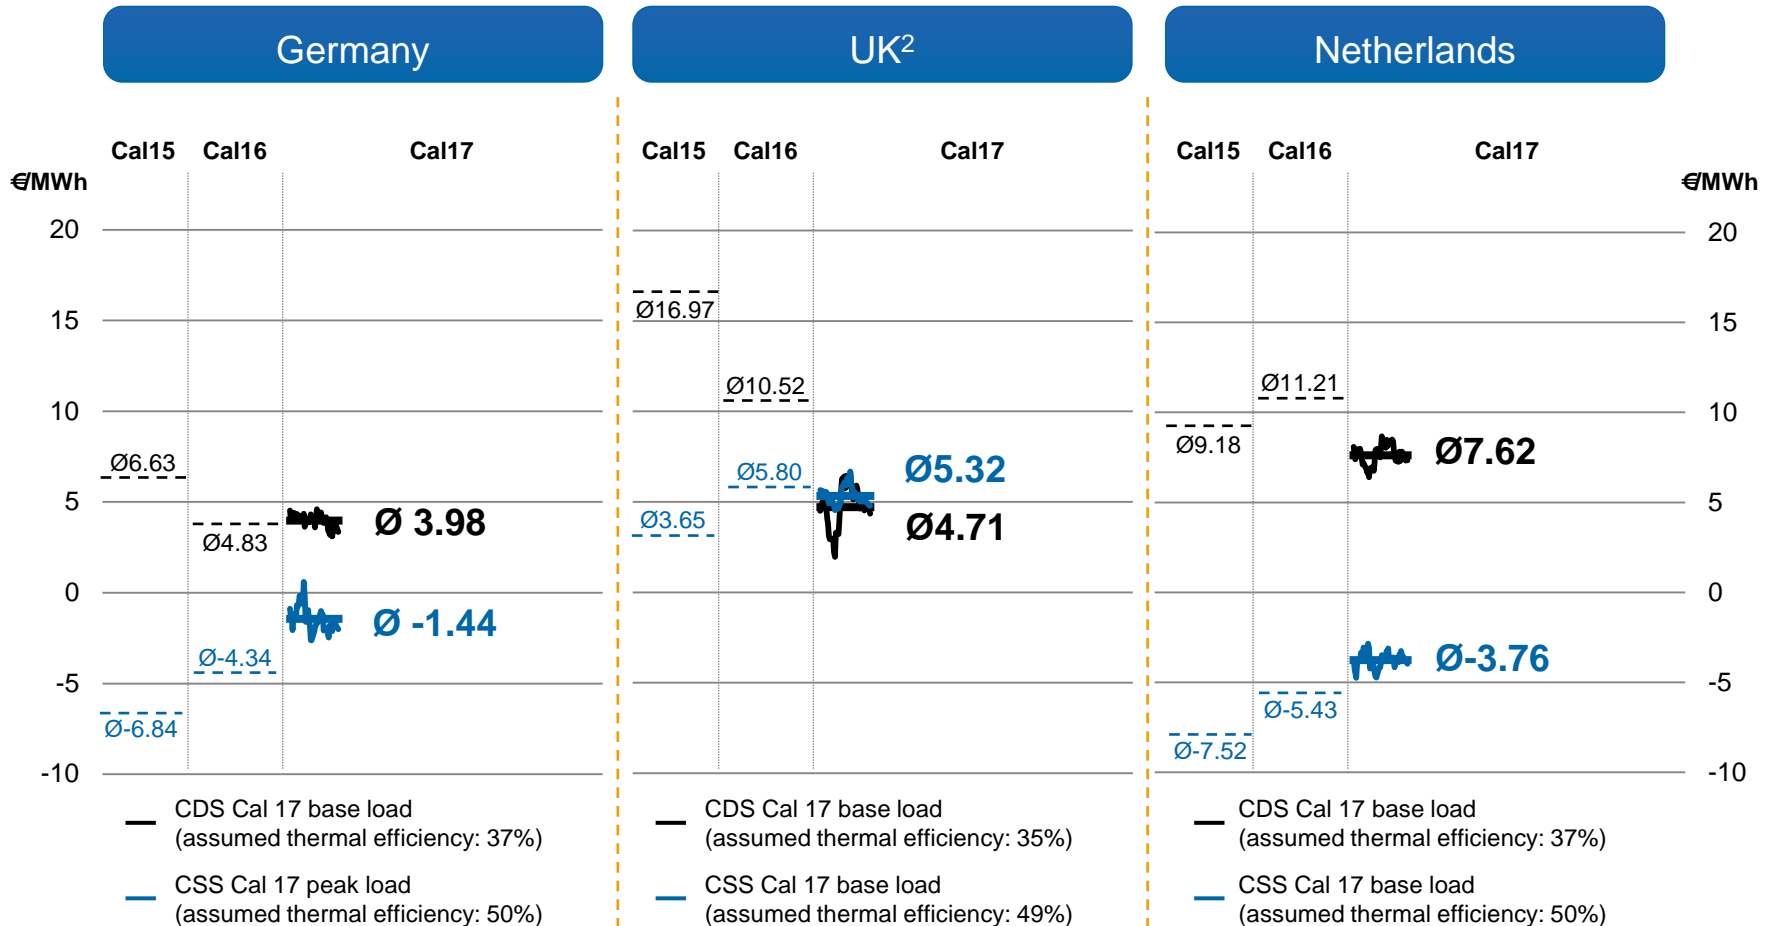 Germany
UK²
Netherlands
Cal15 Cal16 Cal17
Cal15 Cal16 Cal17
Cal15 Cal16 Cal17
€/MWh
€/MWh
20
15
10
5
0
-5
-10
Ø6.63
Ø4.83
Ø 3.98
Ø -1.44
Ø-4.34
Ø-6.84
Ø16.97
Ø10.52
Ø5.80
Ø5.32
Ø3.65
Ø4.71
Ø11.21
Ø9.18
Ø7.62
Ø-3.76
Ø-5.43
Ø-7.52
20
15
10
5
0
-5
-10
CDS Cal 17 base load
(assumed thermal efficiency: 37%)
CSS Cal 17 peak load
(assumed thermal efficiency: 50%)
CDS Cal 17 base load
(assumed thermal efficiency: 35%)
CSS Cal 17 base load
(assumed thermal efficiency: 49%)
CDS Cal 17 base load
(assumed thermal efficiency: 37%)
CSS Cal 17 base load
(assumed thermal efficiency: 50%)